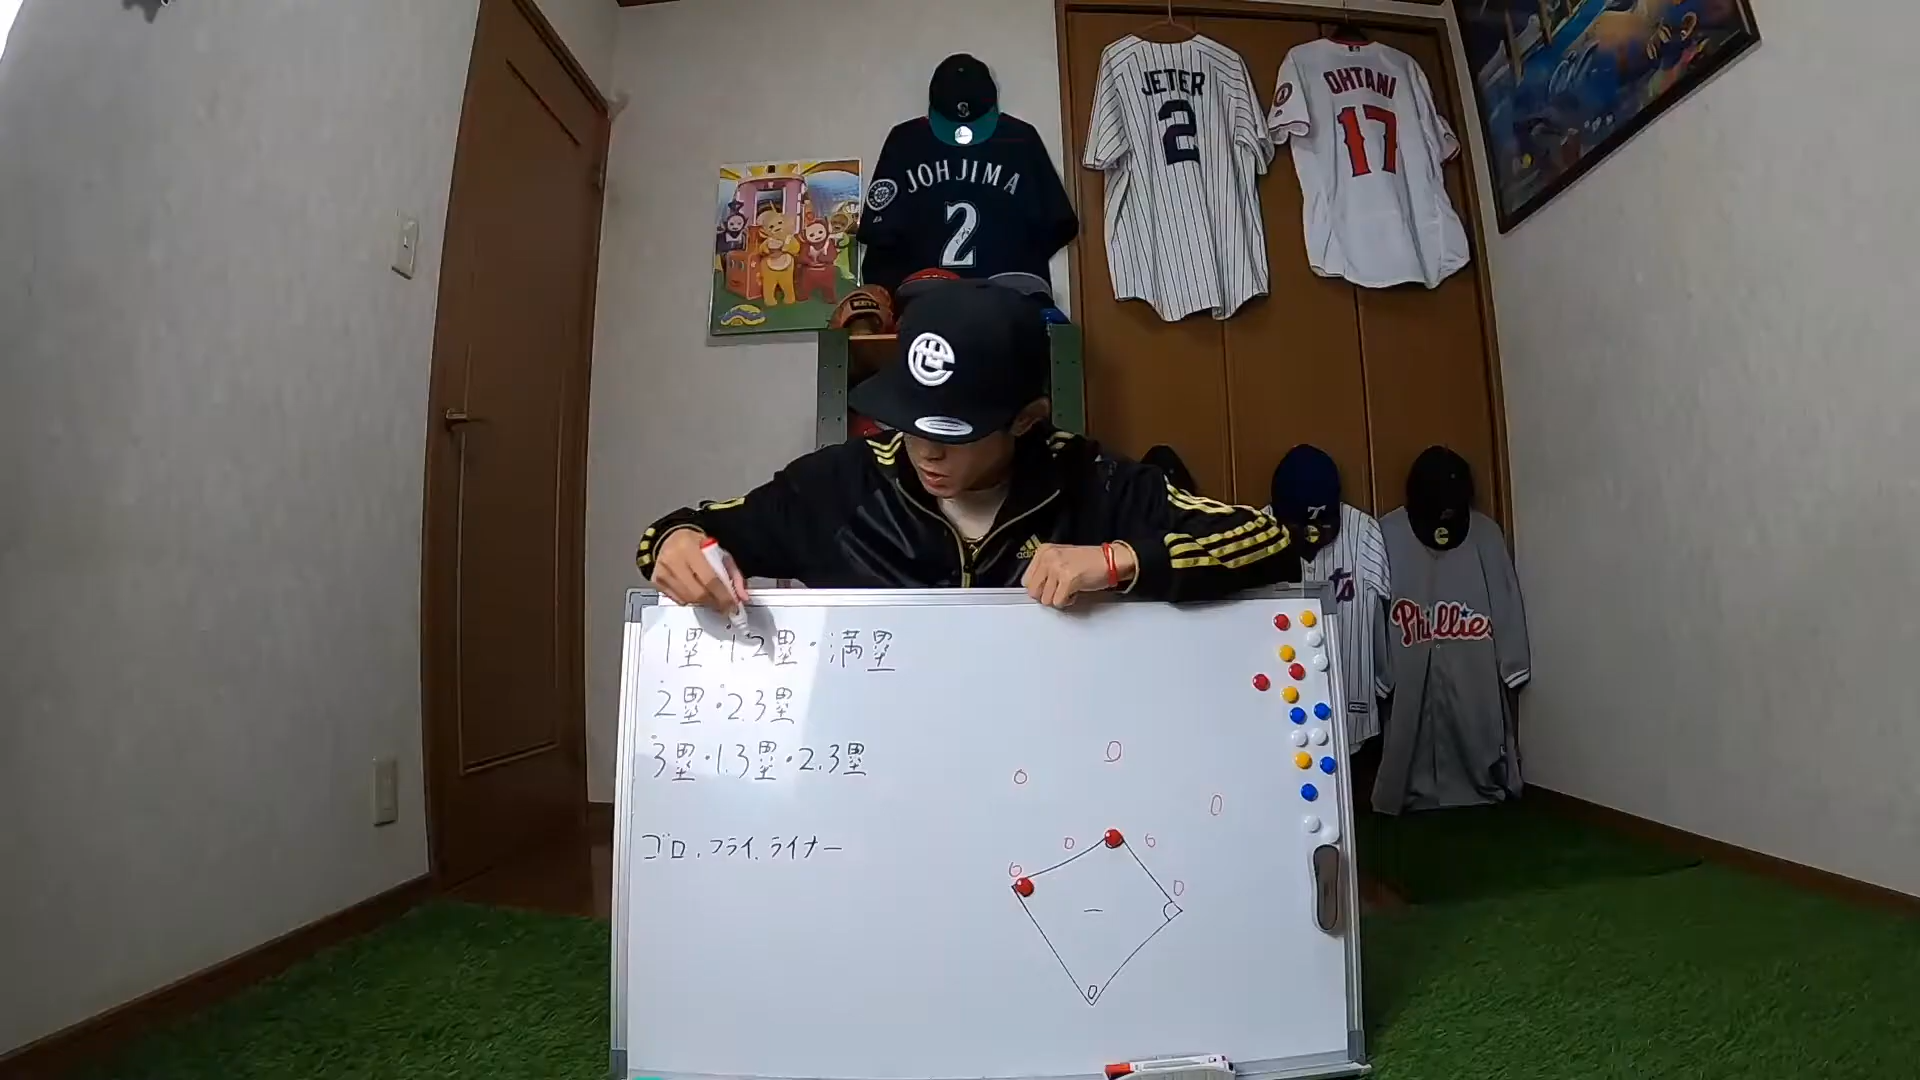 JETER
2
OHTANI
17
JOHJIMA
2
adidas
T
Phillies
1塁・1.2塁・満塁
2塁・2.3塁
3塁・1.3塁・2.3塁
ゴロ、フライ、ライナー